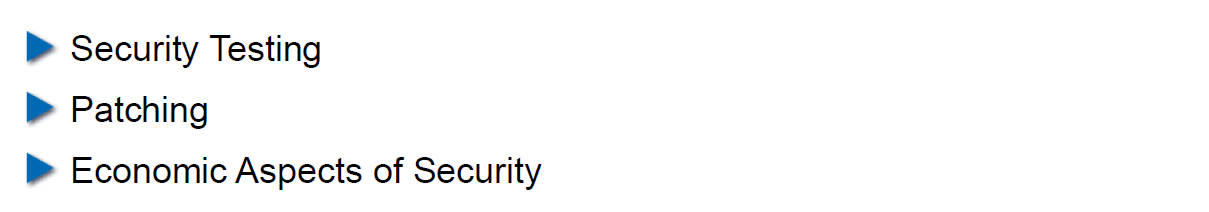 Security Testing
Patching
Economic Aspects of Security